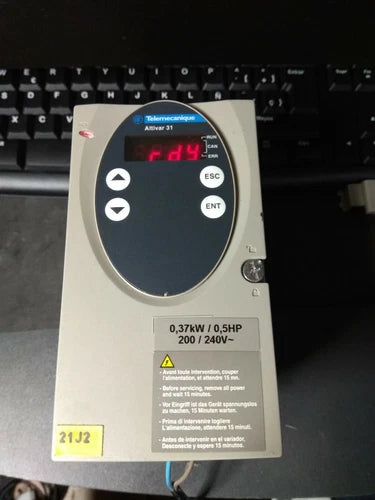 Telemecanique
Altivar 31
RUN
CAN
ERR
rdy
ESC
ENT
0,37kW / 0,5HP
200 / 240V~
- Avant toute intervention, couper
l'alimentation, et attendre 15 mn.
- Before servicing, remove all power
and wait 15 minutes.
- Vor Eingriff ist das Gerät spannungslos
zu machen, 15 Minuten warten.
- Prima di intervenire togliere
L'alimentazione, attendere 15 minuti.
- Antes de intervenir en el variador.
Desconecte y espere 15 minutos.
21J2